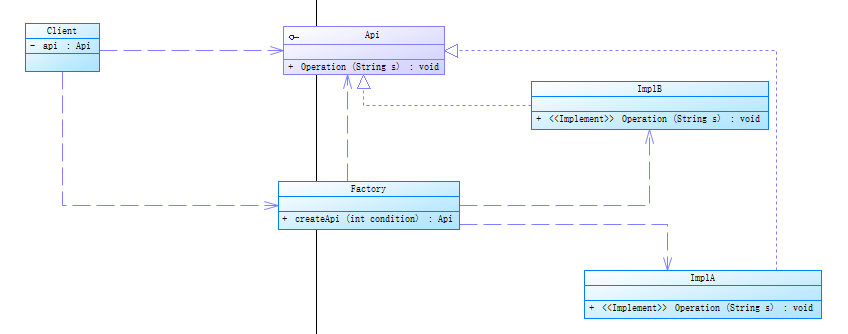 Client
- api : Api
Api
+ Operation (String s) : void
ImplB
+ <<Implement>> Operation (String s) : void
Factory
+ createApi (int condition) : Api
ImplA
+ <<Implement>> Operation (String s) : void